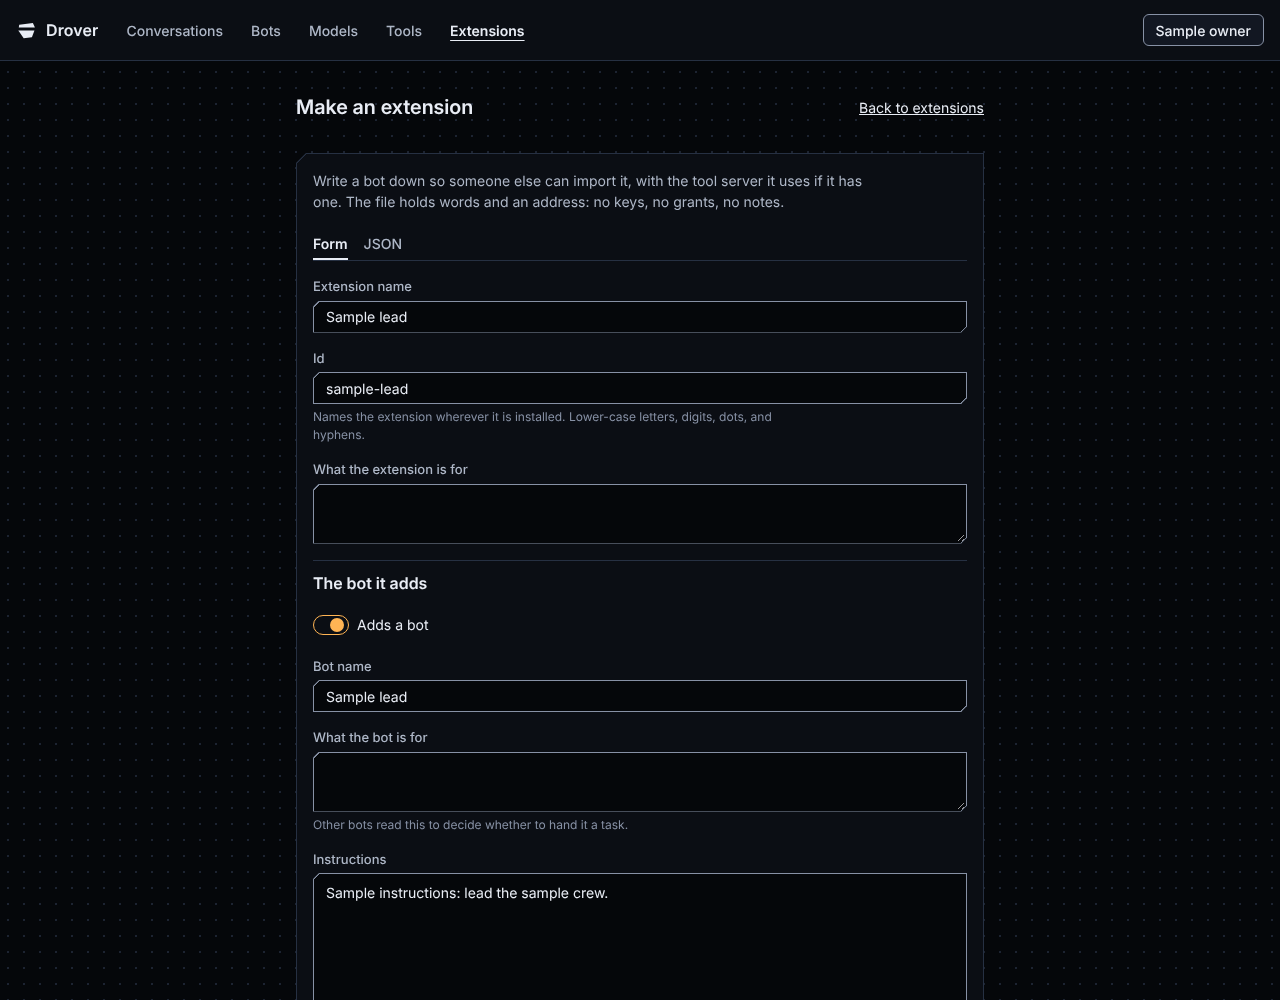 Drover
Conversations
Bots
Models
Tools
Extensions
Sample owner
Make an extension
Back to extensions
Write a bot down so someone else can import it, with the tool server it uses if it has
one. The file holds words and an address: no keys, no grants, no notes.
Form
JSON
Extension name
Sample lead
Id
sample-lead
Names the extension wherever it is installed. Lower-case letters, digits, dots, and
hyphens.
What the extension is for
The bot it adds
Adds a bot
Bot name
Sample lead
What the bot is for
Other bots read this to decide whether to hand it a task.
Instructions
Sample instructions: lead the sample crew.